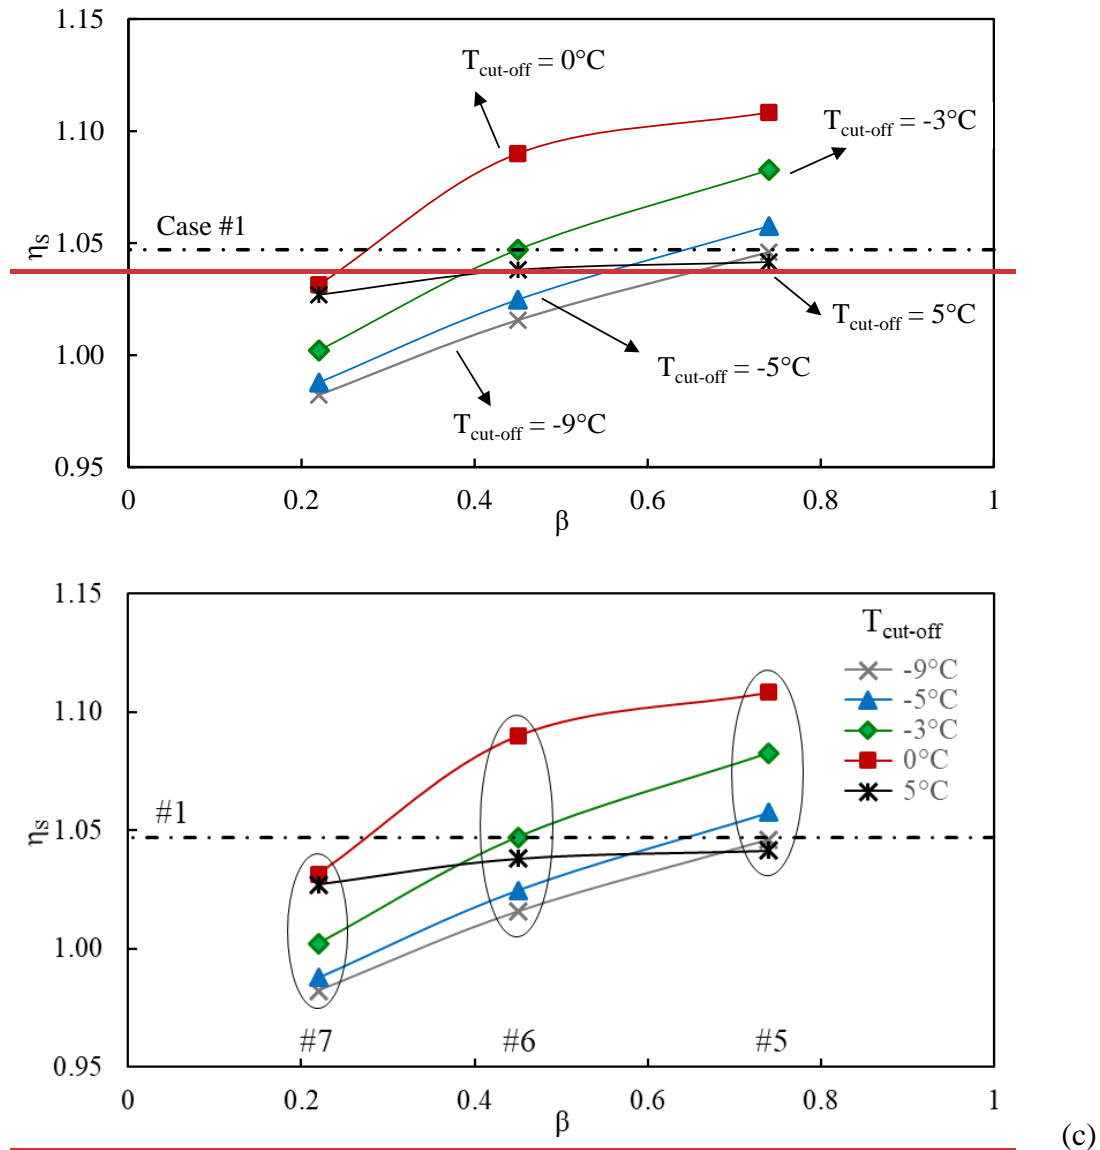 1.15
T_cut-off = 0°C
1.10
T_cut-off = -3°C
Case #1
1.05
η_S
T_cut-off = 5°C
1.00
T_cut-off = -5°C
T_cut-off = -9°C
0.95
0 0.2 0.4 0.6 0.8 1
β
1.15
T_cut-off
-9°C
-5°C
1.10
-3°C
0°C
5°C
#1
1.05
η_S
1.00
#7 #6 #5
0.95
0 0.2 0.4 0.6 0.8 1
β
(c)